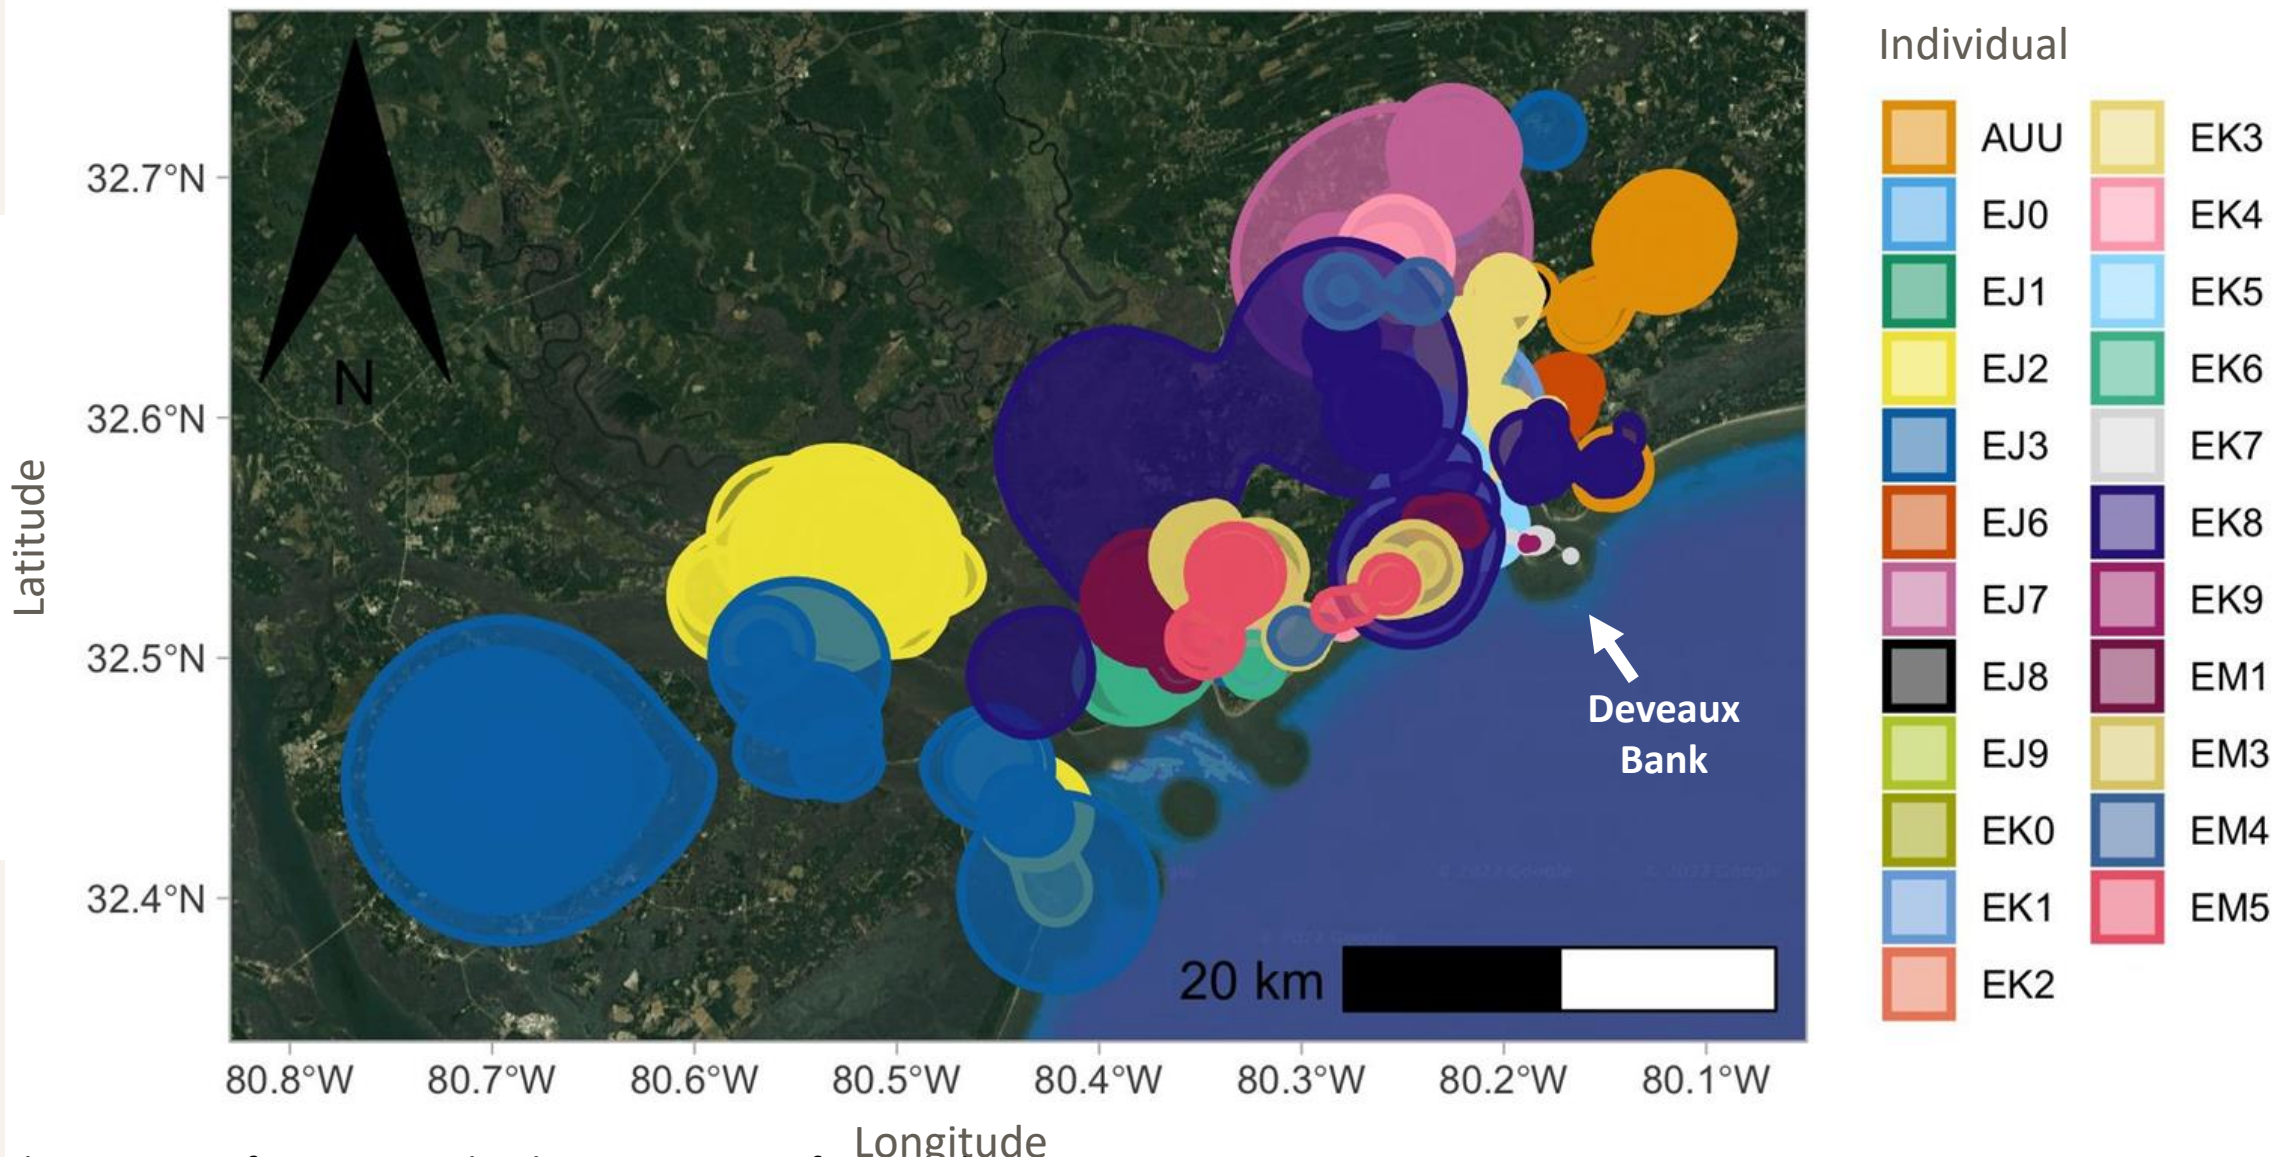 Individual
AUU
EJ0
EJ1
EJ2
EJ3
EJ6
EJ7
EJ8
EJ9
EK0
EK1
EK2
EK3
EK4
EK5
EK6
EK7
EK8
EK9
EM1
EM3
EM4
EM5
N
Deveaux
Bank
20 km
32.7°N
32.6°N
32.5°N
32.4°N
Latitude
80.8°W 80.7°W 80.6°W 80.5°W 80.4°W 80.3°W 80.2°W 80.1°W
Longitude